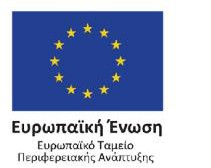 Ευρωπαϊκή Ένωση
Ευρωπαϊκό Ταμείο
Περιφερειακής Ανάπτυξης